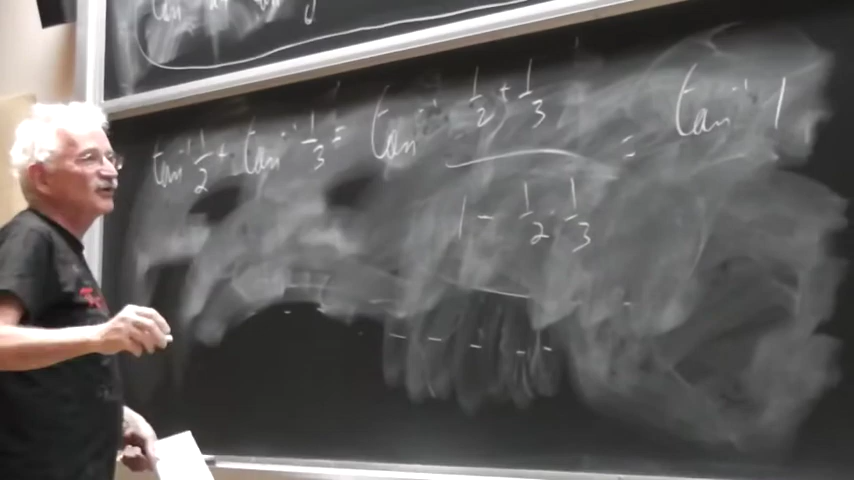 tan⁻¹ 1/2 + tan⁻¹ 1/3 = tan⁻¹ (1/2 + 1/3)/(1 - 1/2 · 1/3) = tan⁻¹ 1